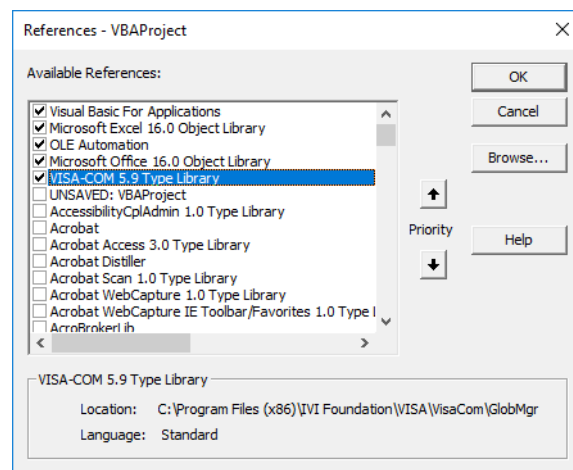 References - VBAProject
Available References:
OK
Visual Basic For Applications
Microsoft Excel 16.0 Object Library
Cancel
OLE Automation
Microsoft Office 16.0 Object Library
Browse...
VISA-COM 5.9 Type Library
UNSAVED: VBAProject
AccessibilityCplAdmin 1.0 Type Library
Acrobat
Priority
Help
Acrobat Access 3.0 Type Library
Acrobat Distiller
Acrobat Scan 1.0 Type Library
Acrobat WebCapture 1.0 Type Library
Acrobat WebCapture IE Toolbar/Favorites 1.0 Type l
AcroBrokerLib
VISA-COM 5.9 Type Library
Location: C:\Program Files (x86)\IVI Foundation\VISA\VisaCom\GlobMgr
Language: Standard